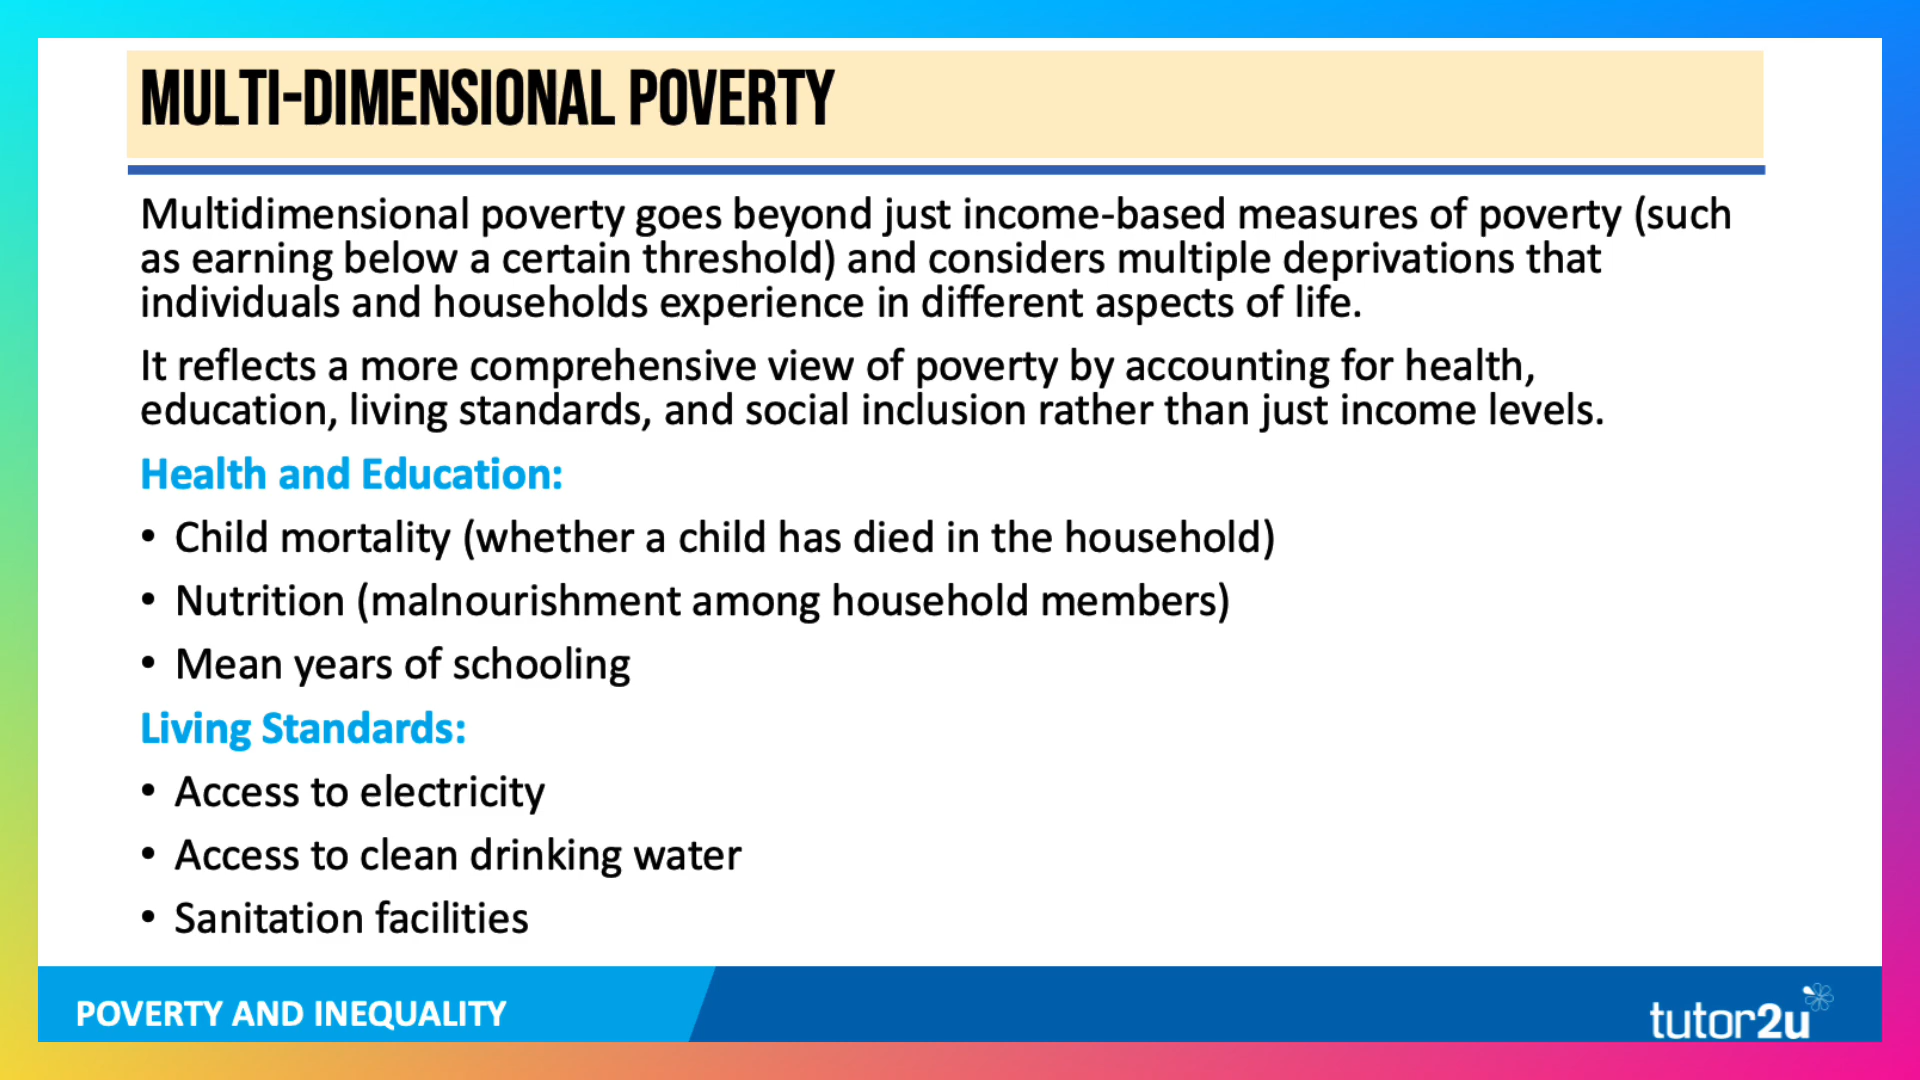 MULTI-DIMENSIONAL POVERTY
Multidimensional poverty goes beyond just income-based measures of poverty (such
as earning below a certain threshold) and considers multiple deprivations that
individuals and households experience in different aspects of life.
It reflects a more comprehensive view of poverty by accounting for health,
education, living standards, and social inclusion rather than just income levels.
Health and Education:
• Child mortality (whether a child has died in the household)
• Nutrition (malnourishment among household members)
• Mean years of schooling
Living Standards:
• Access to electricity
• Access to clean drinking water
• Sanitation facilities
POVERTY AND INEQUALITY
tutor2u